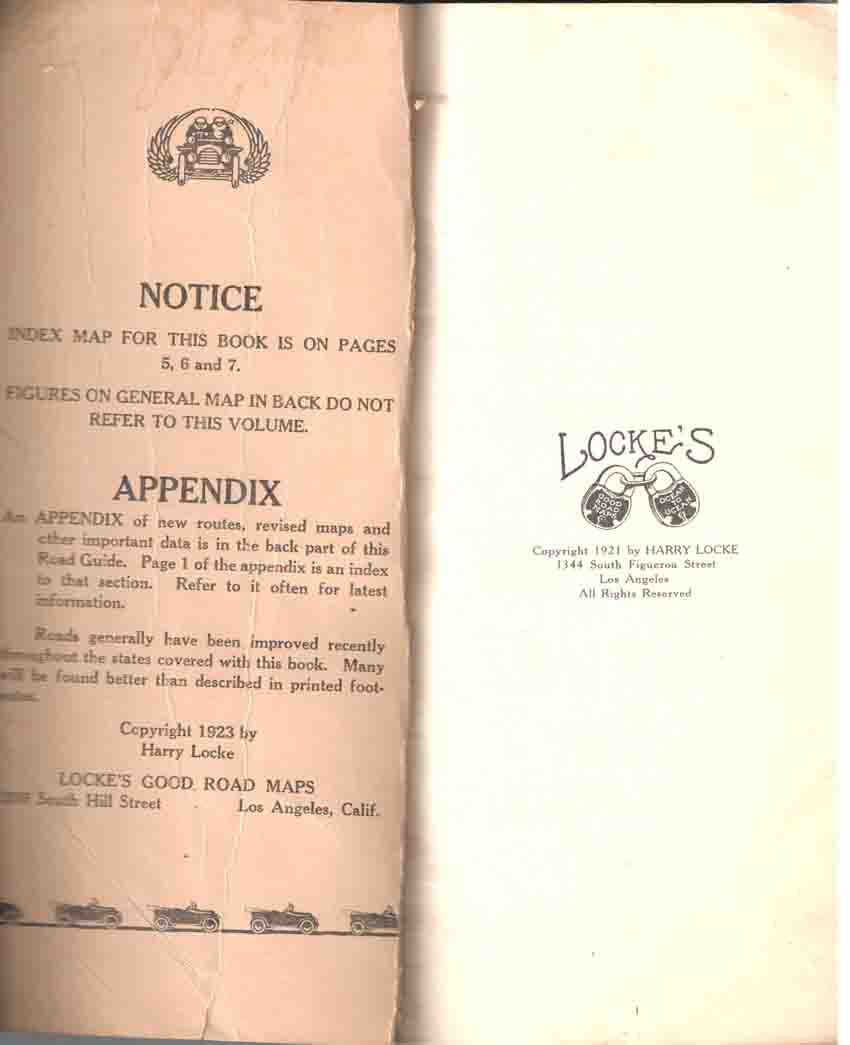 NOTICE
INDEX MAP FOR THIS BOOK IS ON PAGES
5, 6 and 7.
FIGURES ON GENERAL MAP IN BACK DO NOT
REFER TO THIS VOLUME.
APPENDIX
An APPENDIX of new routes, revised maps and
other important data is in the back part of this
Road Guide. Page 1 of the appendix is an index
to that section. Refer to it often for latest
information.
Roads generally have been improved recently
throughout the states covered with this book. Many
will be found better than described in printed foot-
notes.
Copyright 1923 by
Harry Locke
LOCKE'S GOOD ROAD MAPS
South Hill Street Los Angeles, Calif.
LOCKE'S
GOOD
ROAD
MAPS
OCEAN
TO
OCEAN
Copyright 1921 by HARRY LOCKE
1344 South Figueroa Street
Los Angeles
All Rights Reserved
1